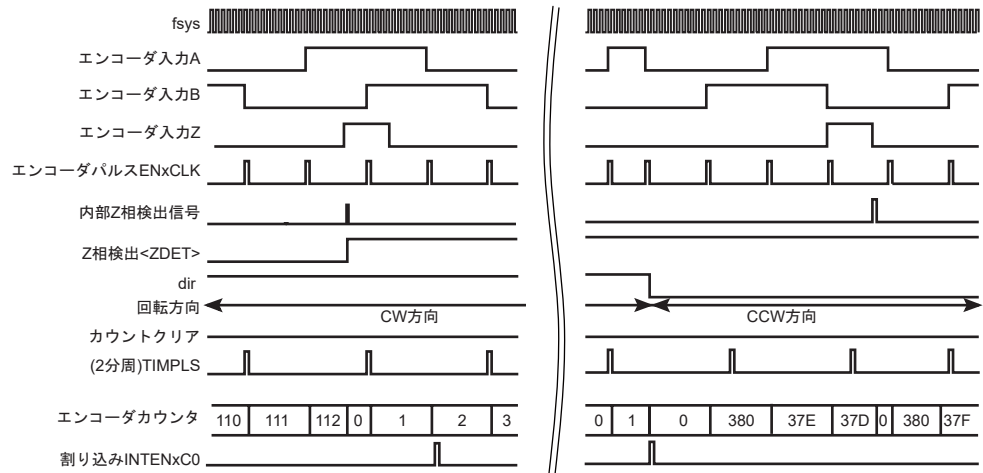 fsys
エンコーダ入力A
エンコーダ入力B
エンコーダ入力Z
エンコーダパルスENxCLK
内部Z相検出信号
Z相検出<ZDET>
dir
回転方向
CW方向
CCW方向
カウントクリア
(2分周)TIMPLS
エンコーダカウンタ 110 111 112 0 1 2 3 0 1 0 380 37E 37D 0 380 37F
割り込みINTENxC0